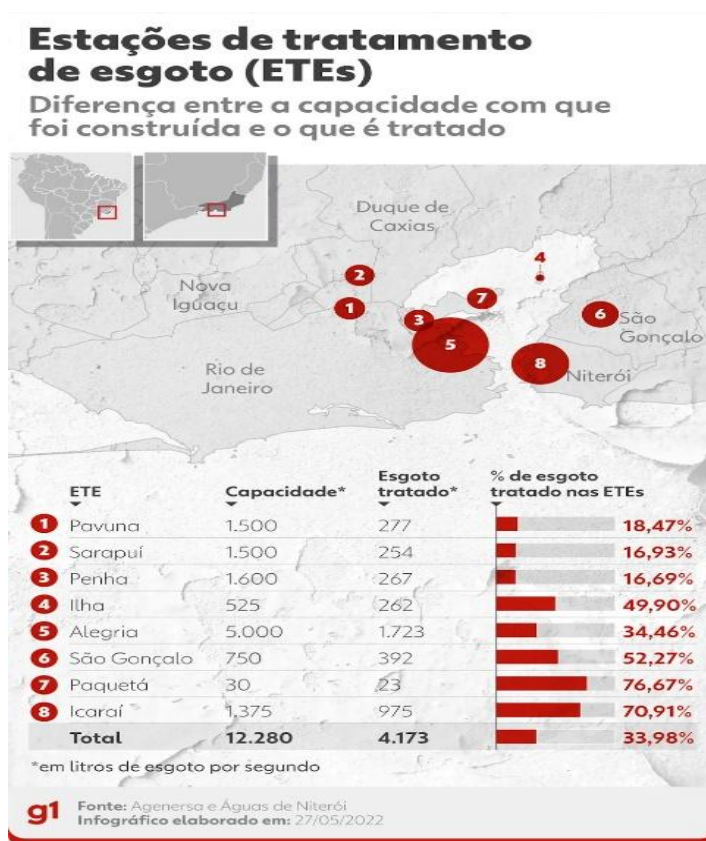 Estações de tratamento
de esgoto (ETEs)
Diferença entre a capacidade com que
foi construída e o que é tratado
Duque de
Caxias
4
2
Nova
Iguaçu
7
1
6
3
São
Gonçalo
5
8
Rio de
Janeiro
Niterói
ETE Capacidade* Esgoto tratado* % de esgoto tratado nas ETEs
1 Pavuna 1.500 277 18,47%
2 Sarapuí 1.500 254 16,93%
3 Penha 1.600 267 16,69%
4 Ilha 525 262 49,90%
5 Alegria 5.000 1.723 34,46%
6 São Gonçalo 750 392 52,27%
7 Paquetá 30 23 76,67%
8 Icaraí 1.375 975 70,91%
Total 12.280 4.173 33,98%
*em litros de esgoto por segundo
g1
Fonte: Agenersa e Águas de Niterói
Infográfico elaborado em: 27/05/2022